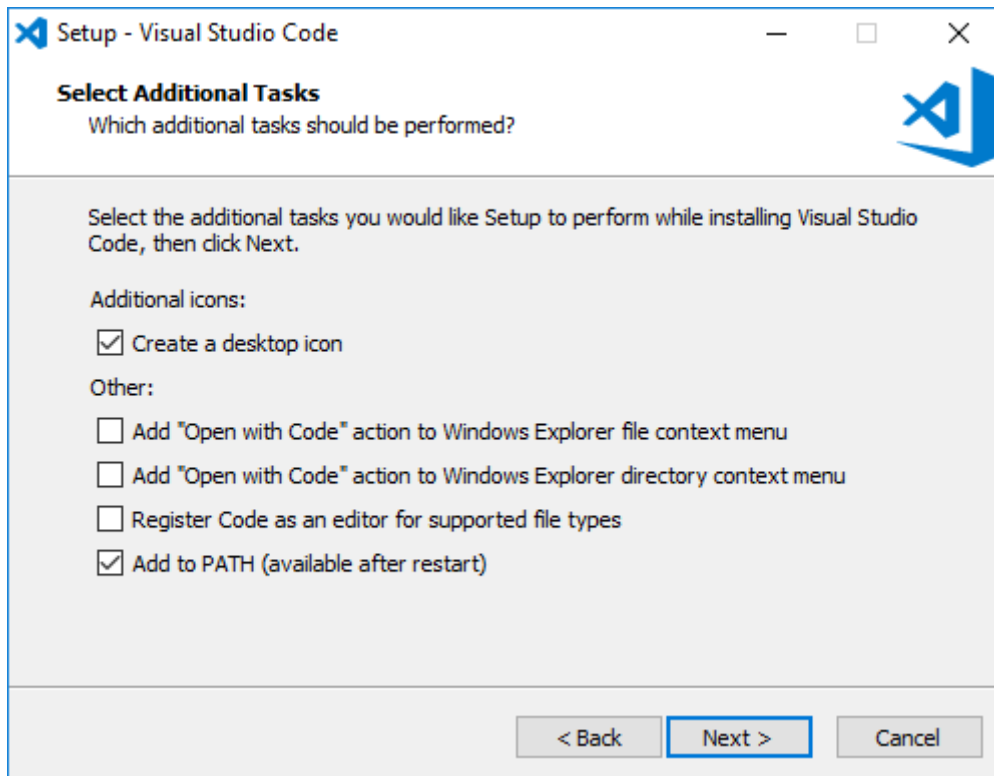 Setup - Visual Studio Code
Select Additional Tasks
Which additional tasks should be performed?
Select the additional tasks you would like Setup to perform while installing Visual Studio
Code, then click Next.
Additional icons:
Create a desktop icon
Other:
Add "Open with Code" action to Windows Explorer file context menu
Add "Open with Code" action to Windows Explorer directory context menu
Register Code as an editor for supported file types
Add to PATH (available after restart)
< Back
Next >
Cancel